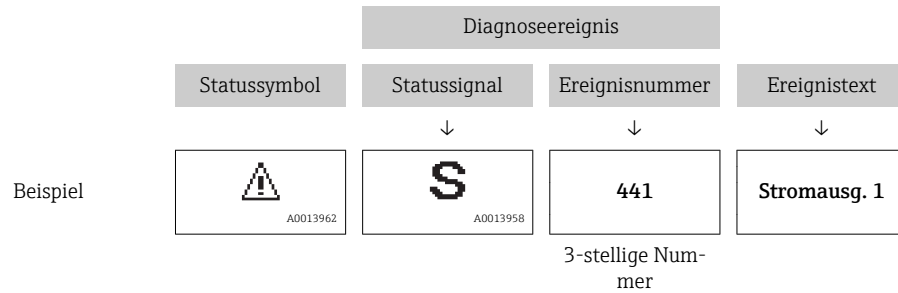 Diagnoseereignis
Statussymbol Statussignal Ereignisnummer Ereignistext
↓ ↓ ↓
Beispiel S 441 Stromausg. 1
A0013962 A0013958
3-stellige Num-
mer